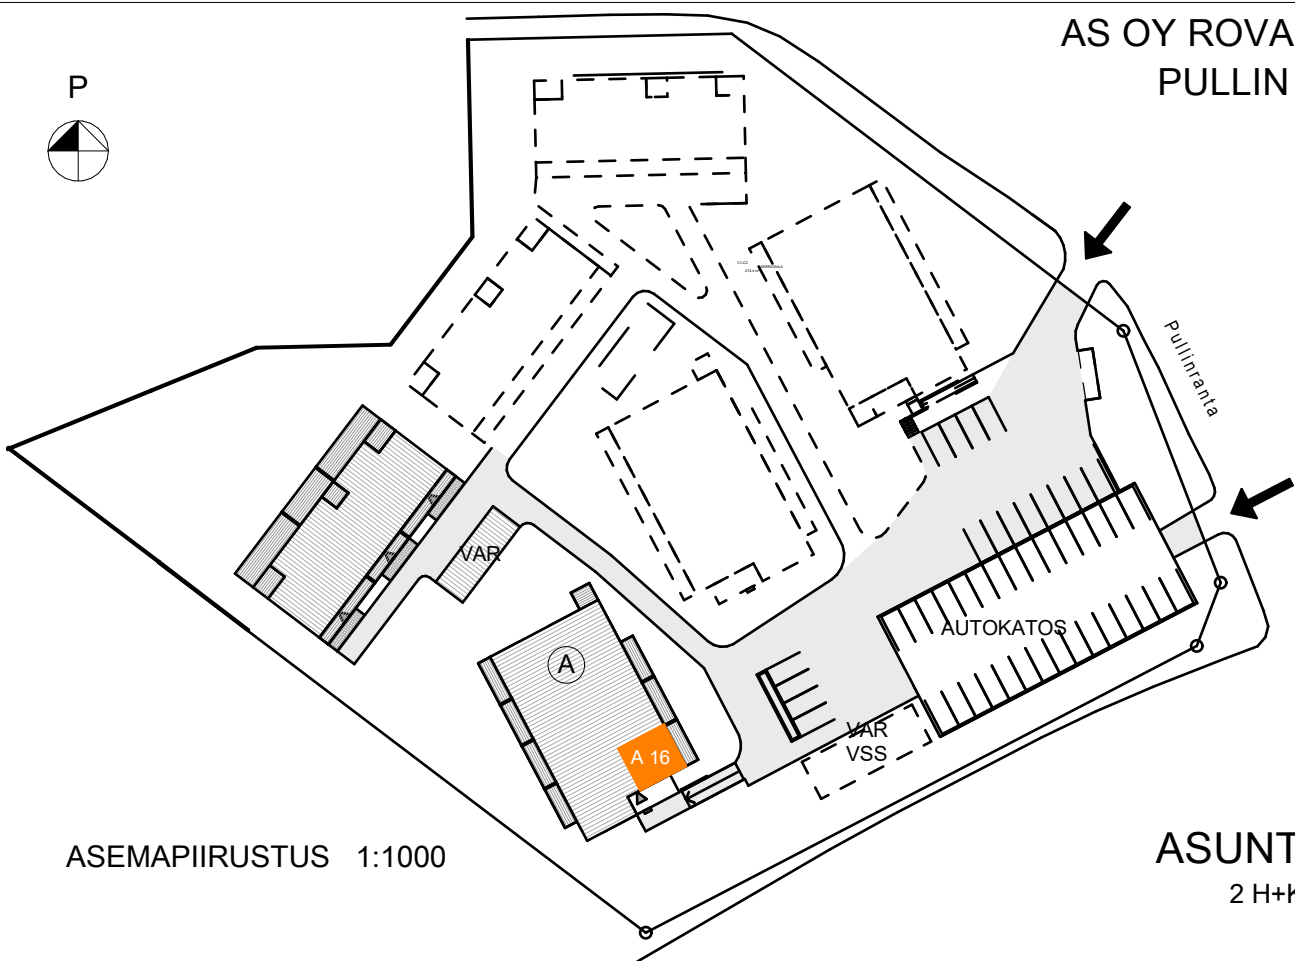 AS OY ROVA
PULLIN
P
Pullinranta
VAR
A
AUTOKATOS
A 16
VAR
VSS
ASEMAPIIRUSTUS 1:1000
ASUNT
2 H+K